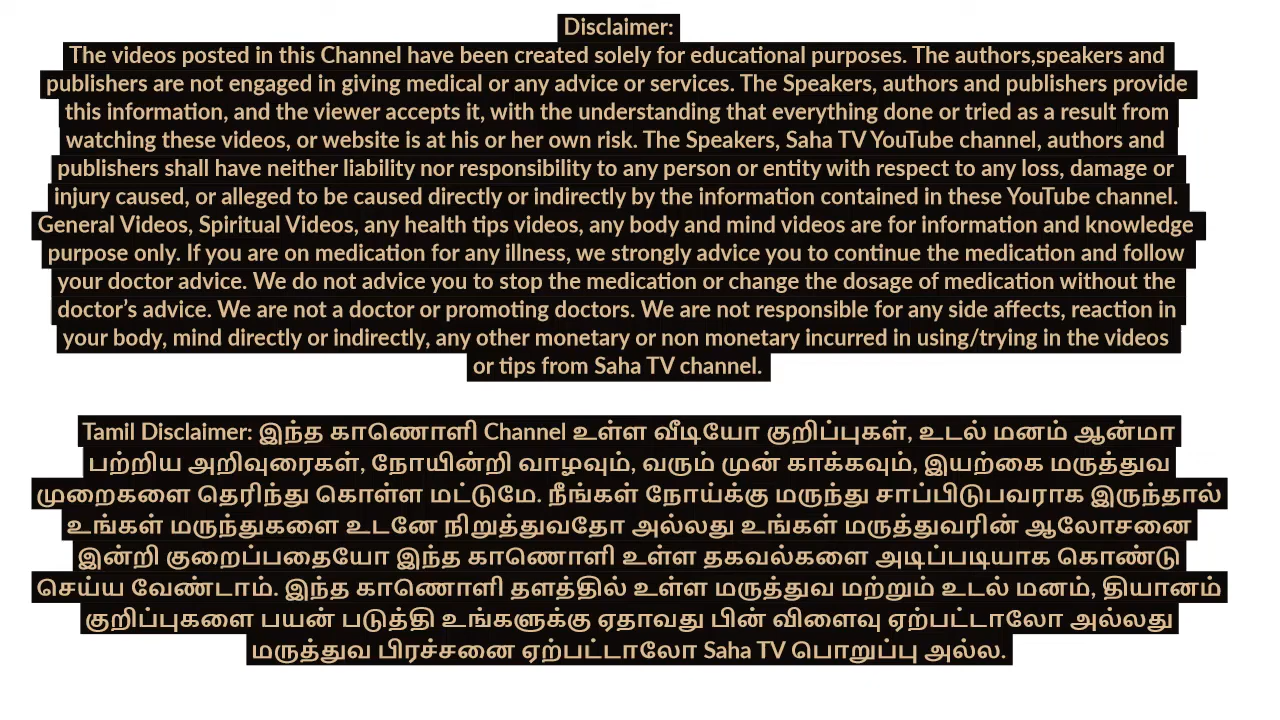 Disclaimer:
The videos posted in this Channel have been created solely for educational purposes. The authors,speakers and
publishers are not engaged in giving medical or any advice or services. The Speakers, authors and publishers provide
this information, and the viewer accepts it, with the understanding that everything done or tried as a result from
watching these videos, or website is at his or her own risk. The Speakers, Saha TV YouTube channel, authors and
publishers shall have neither liability nor responsibility to any person or entity with respect to any loss, damage or
injury caused, or alleged to be caused directly or indirectly by the information contained in these YouTube channel.
General Videos, Spiritual Videos, any health tips videos, any body and mind videos are for information and knowledge
purpose only. If you are on medication for any illness, we strongly advice you to continue the medication and follow
your doctor advice. We do not advice you to stop the medication or change the dosage of medication without the
doctor’s advice. We are not a doctor or promoting doctors. We are not responsible for any side affects, reaction in
your body, mind directly or indirectly, any other monetary or non monetary incurred in using/trying in the videos
or tips from Saha TV channel.
Tamil Disclaimer: இந்த காணொளி Channel உள்ள வீடியோ குறிப்புகள், உடல் மனம் ஆன்மா
பற்றிய அறிவுரைகள், நோயின்றி வாழவும், வரும் முன் காக்கவும், இயற்கை மருத்துவ
முறைகளை தெரிந்து கொள்ள மட்டுமே. நீங்கள் நோய்க்கு மருந்து சாப்பிடுபவராக இருந்தால்
உங்கள் மருந்துகளை உடனே நிறுத்துவதோ அல்லது உங்கள் மருத்துவரின் ஆலோசனை
இன்றி குறைப்பதையோ இந்த காணொளி உள்ள தகவல்களை அடிப்படியாக கொண்டு
செய்ய வேண்டாம். இந்த காணொளி தளத்தில் உள்ள மருத்துவ மற்றும் உடல் மனம், தியானம்
குறிப்புகளை பயன் படுத்தி உங்களுக்கு ஏதாவது பின் விளைவு ஏற்பட்டாலோ அல்லது
மருத்துவ பிரச்சனை ஏற்பட்டாலோ Saha TV பொறுப்பு அல்ல.